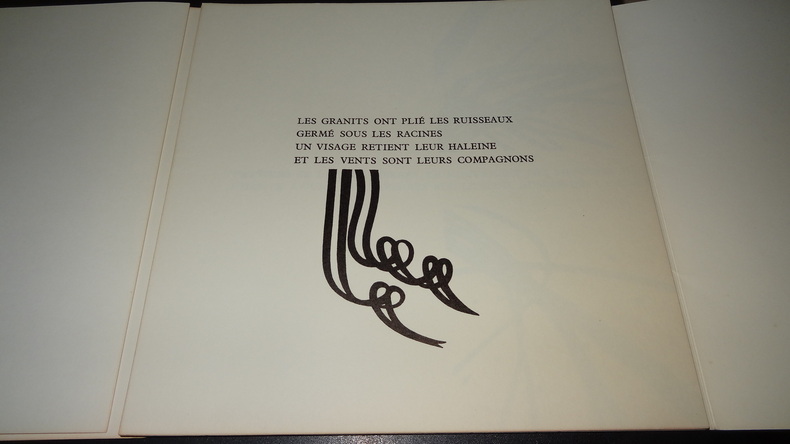 LES GRANITS ONT PLIÉ LES RUISSEAUX
GERMÉ SOUS LES RACINES
UN VISAGE RETIENT LEUR HALEINE
ET LES VENTS SONT LEURS COMPAGNONS